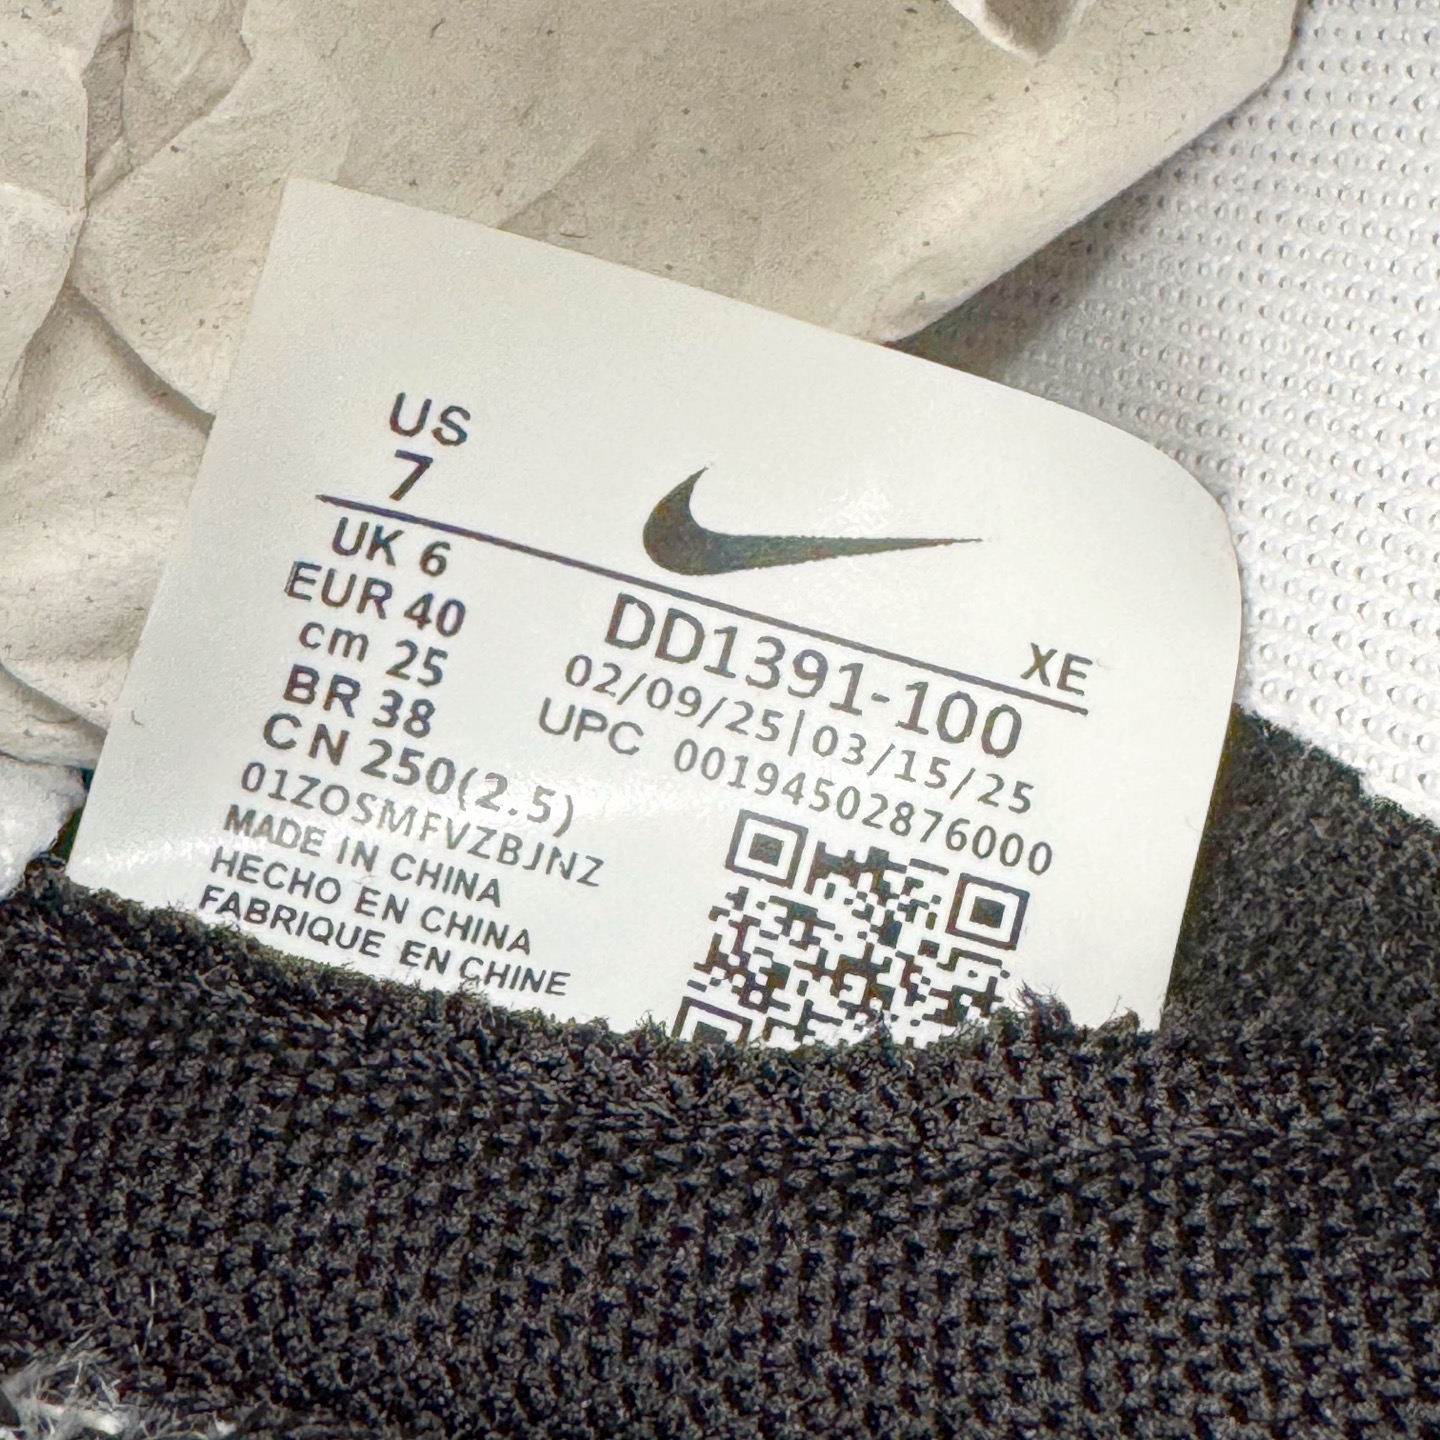 US
7
UK 6
EUR 40
cm 25
BR 38
CN 250(2.5)
01ZOSMFVZBJNZ
MADE IN CHINA
HECHO EN CHINA
FABRIQUE EN CHINE
XE
DD1391-100
02/09/25|03/15/25
UPC 00194502876000